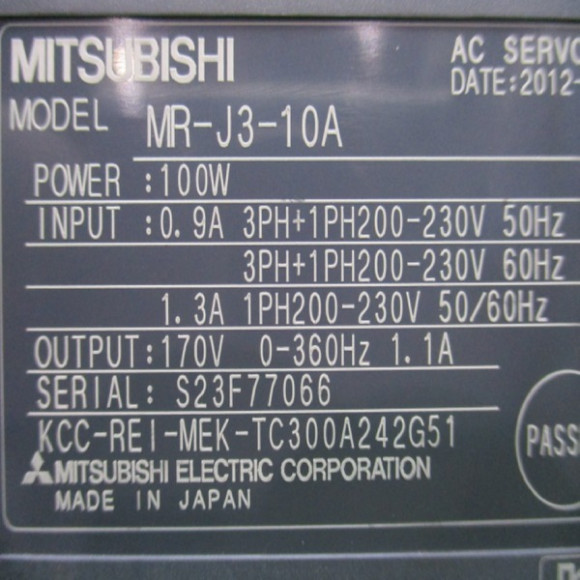 MITSUBISHI AC SERVO
DATE:2012-
MODEL MR-J3-10A
POWER :100W
INPUT :0.9A 3PH+1PH200-230V 50Hz
3PH+1PH200-230V 60Hz
1.3A 1PH200-230V 50/60Hz
OUTPUT:170V 0-360Hz 1.1A
SERIAL: S23F77066
KCC-REI-MEK-TC300A242G51
PASS
MITSUBISHI ELECTRIC CORPORATION
MADE IN JAPAN